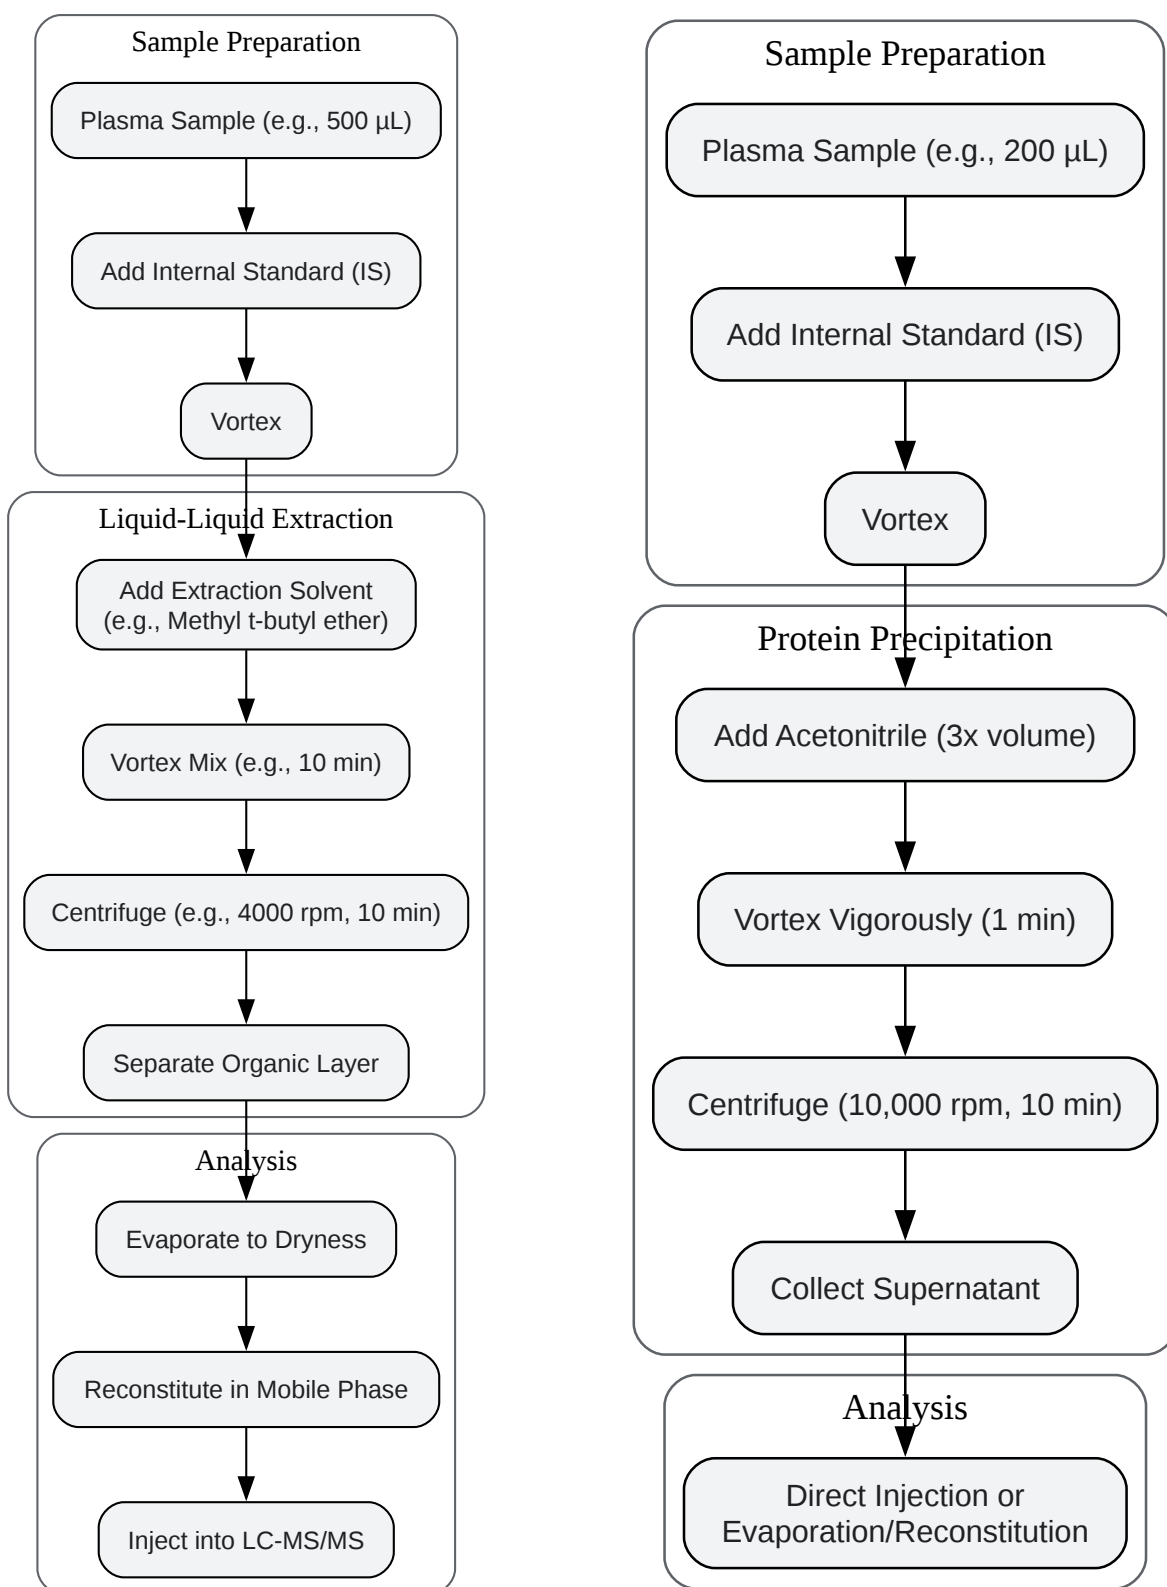 Sample Preparation
Plasma Sample (e.g., 500 µL)
Add Internal Standard (IS)
Vortex
Liquid-Liquid Extraction
Add Extraction Solvent
(e.g., Methyl t-butyl ether)
Vortex Mix (e.g., 10 min)
Centrifuge (e.g., 4000 rpm, 10 min)
Separate Organic Layer
Analysis
Evaporate to Dryness
Reconstitute in Mobile Phase
Inject into LC-MS/MS
Sample Preparation
Plasma Sample (e.g., 200 µL)
Add Internal Standard (IS)
Vortex
Protein Precipitation
Add Acetonitrile (3x volume)
Vortex Vigorously (1 min)
Centrifuge (10,000 rpm, 10 min)
Collect Supernatant
Analysis
Direct Injection or
Evaporation/Reconstitution